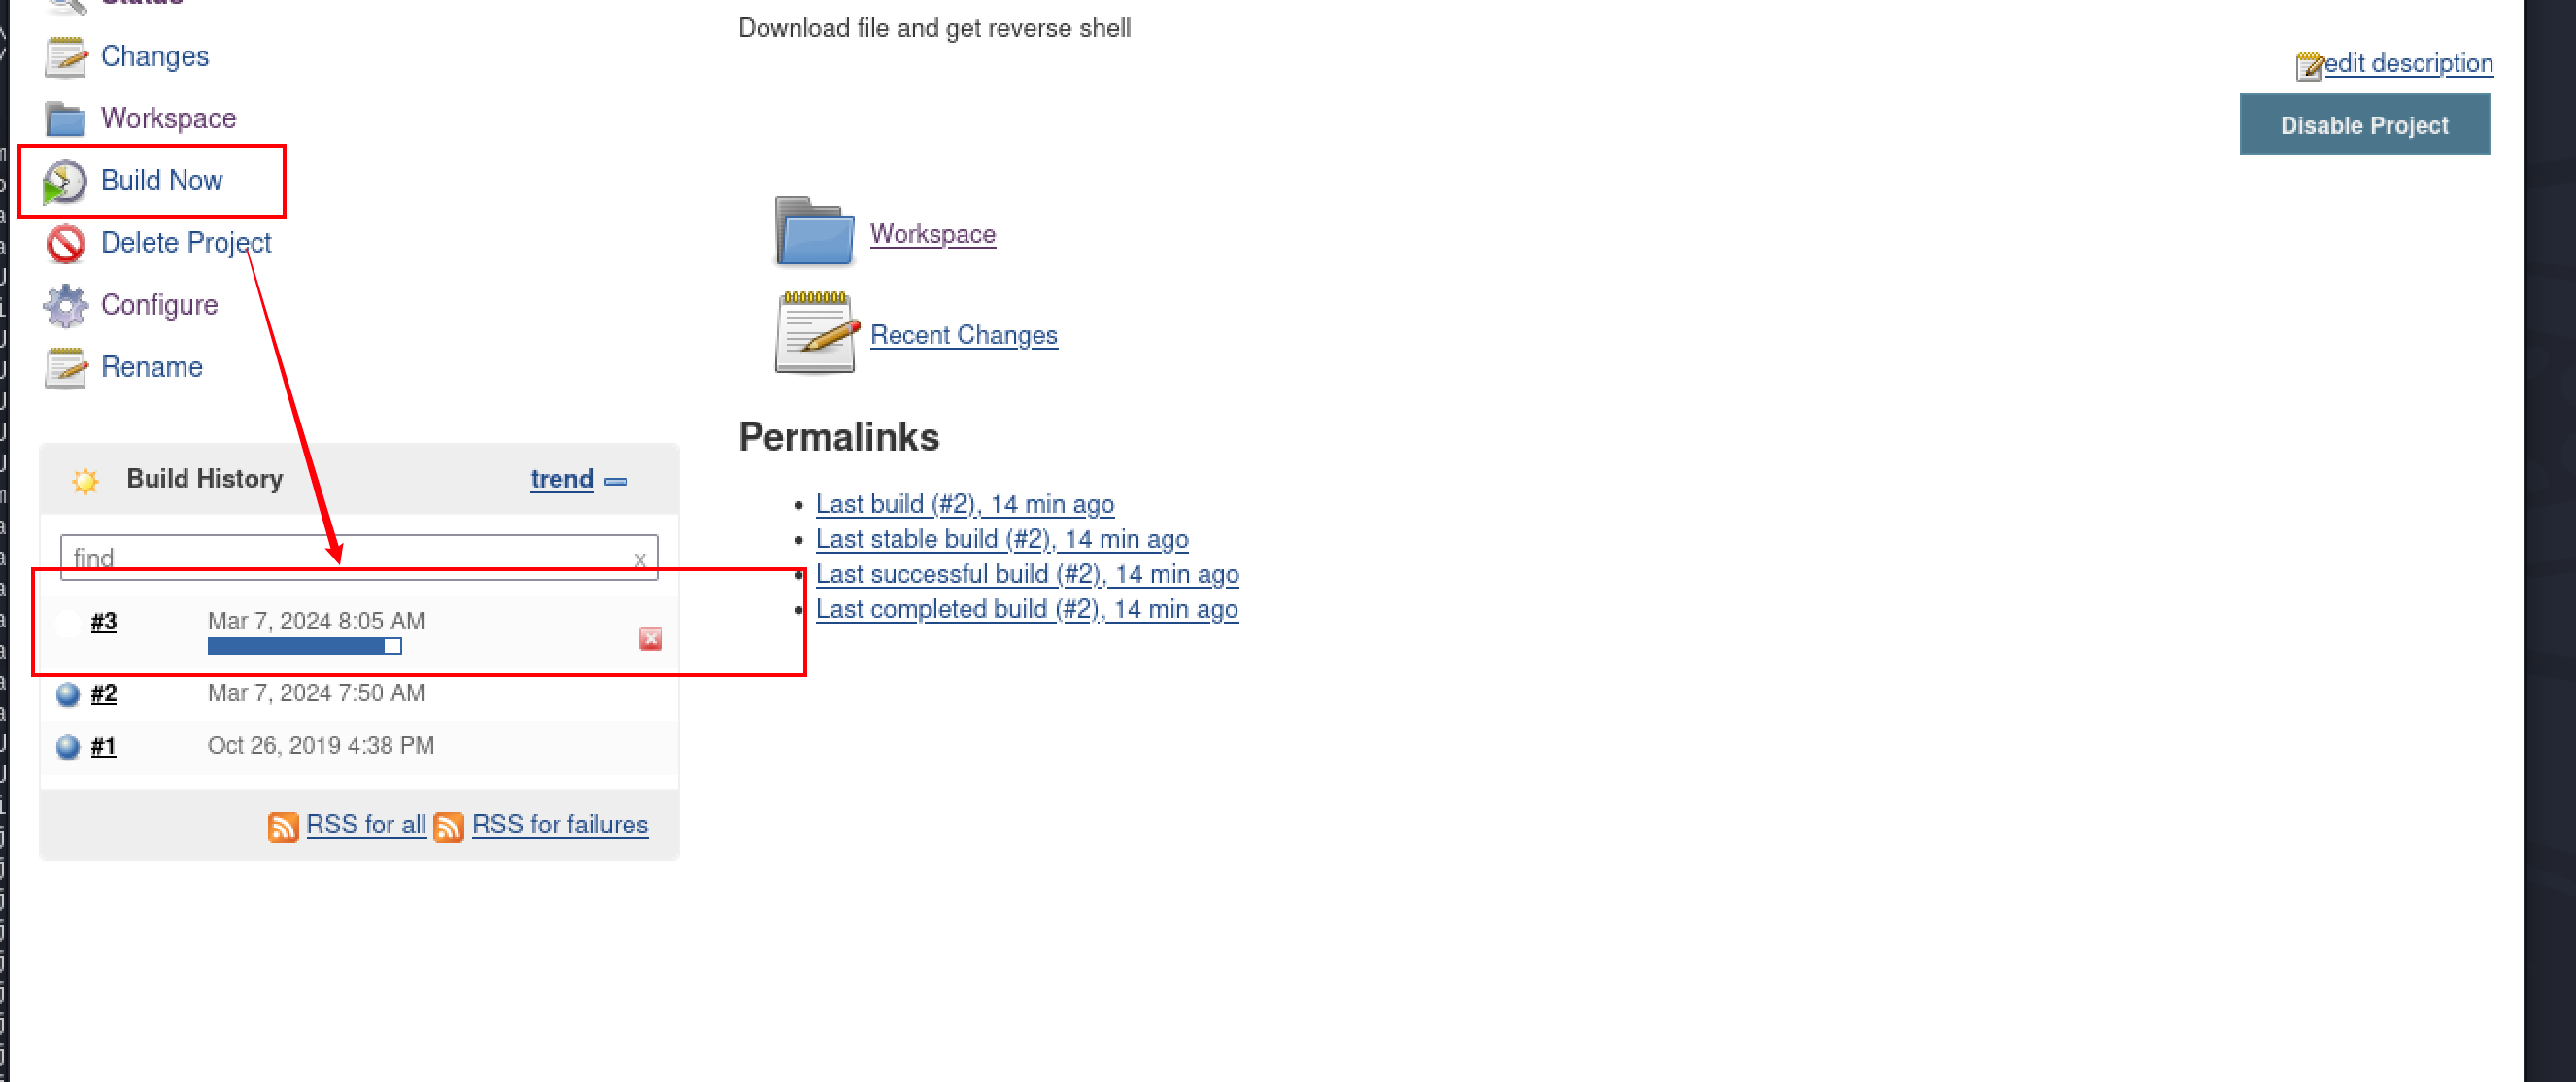 Status
Changes
Workspace
Build Now
Delete Project
Configure
Rename
Build History
trend
find
x
#3
Mar 7, 2024 8:05 AM
#2
Mar 7, 2024 7:50 AM
#1
Oct 26, 2019 4:38 PM
RSS for all
RSS for failures
Download file and get reverse shell
edit description
Disable Project
Workspace
Recent Changes
Permalinks
Last build (#2), 14 min ago
Last stable build (#2), 14 min ago
Last successful build (#2), 14 min ago
Last completed build (#2), 14 min ago